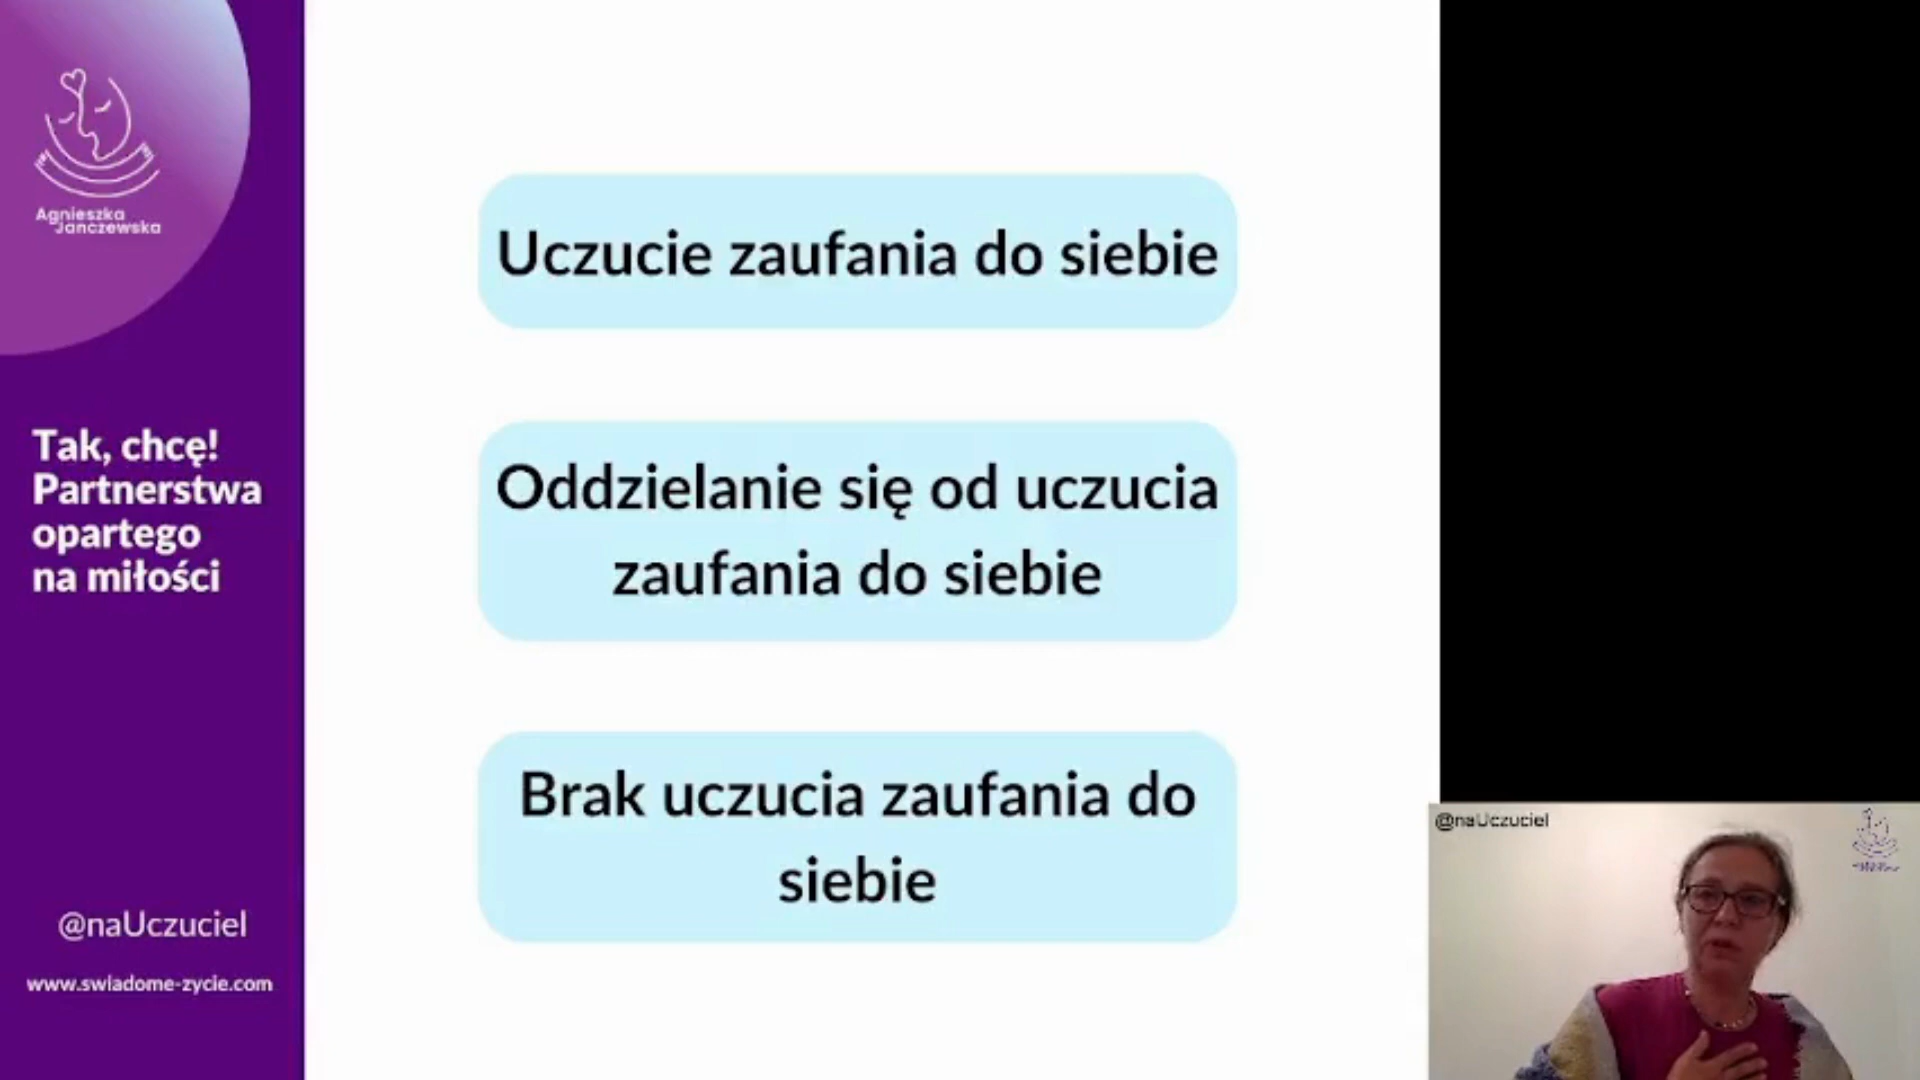 Agnieszka
Janczewska
Tak, chcę!
Partnerstwa
opartego
na miłości
@naUczuciel
www.swiadome-zycie.com
Uczucie zaufania do siebie
Oddzielanie się od uczucia
zaufania do siebie
Brak uczucia zaufania do
siebie
@naUczuciel